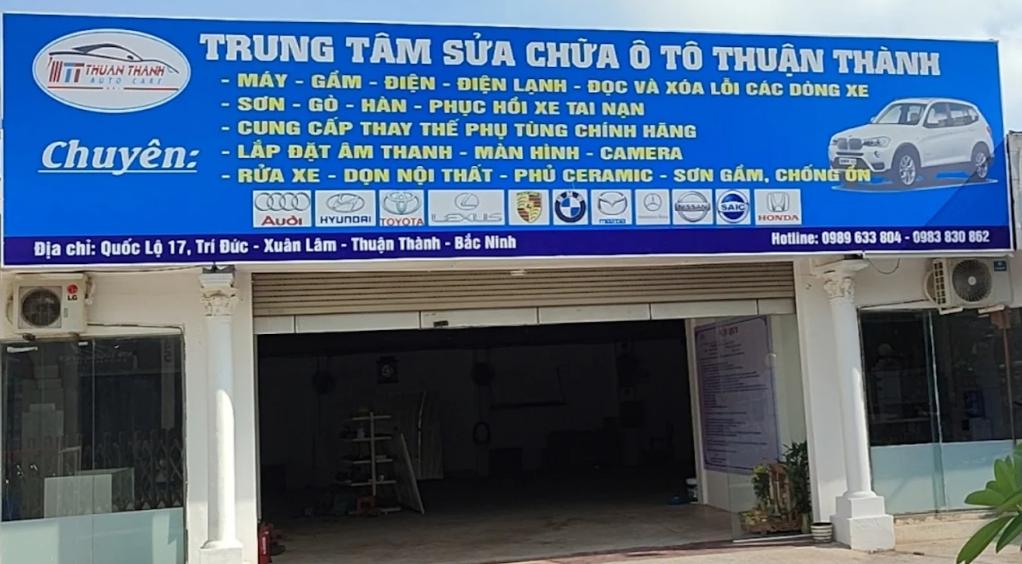 THUAN THANH
AUTO CARE
TRUNG TÂM SỬA CHỮA Ô TÔ THUẬN THÀNH
Chuyên:
- MÁY - GẦM - ĐIỆN - ĐIỆN LẠNH - ĐỌC VÀ XÓA LỖI CÁC DÒNG XE
- SƠN - GÒ - HÀN - PHỤC HỒI XE TAI NẠN
- CUNG CẤP THAY THẾ PHỤ TÙNG CHÍNH HÃNG
- LẮP ĐẶT ÂM THANH - MÀN HÌNH - CAMERA
- RỬA XE - DỌN NỘI THẤT - PHỦ CERAMIC - SƠN GẦM, CHỐNG ỒN
Audi HYUNDAI TOYOTA LEXUS BMW mazda NISSAN SAIC HONDA
Địa chỉ: Quốc Lộ 17, Trí Đức - Xuân Lâm - Thuận Thành - Bắc Ninh
Hotline: 0989 633 804 - 0983 830 862
LG